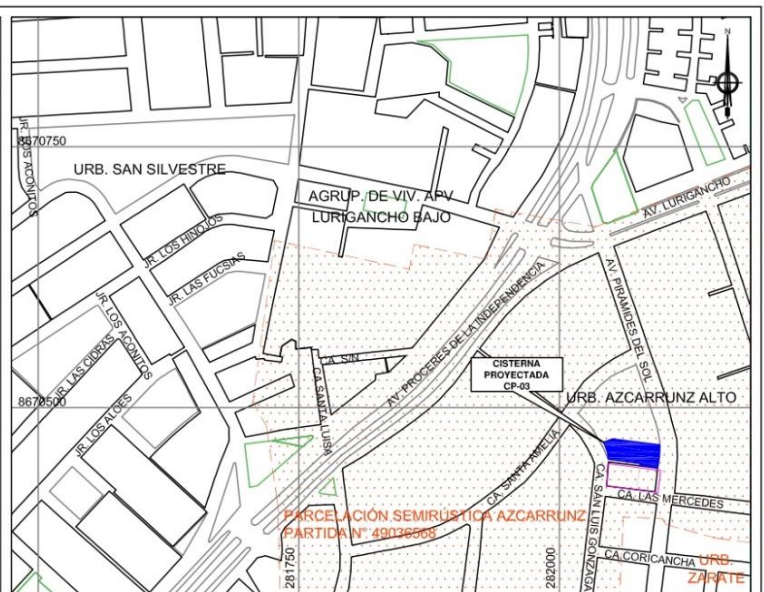 N
8670750
JR. LOS ACONITOS
URB. SAN SILVESTRE
AGRUP. DE VIV. APV
LURIGANCHO BAJO
AV. LURIGANCHO
JR. LOS HINOJOS
JR. LAS FUCSIAS
AV. PIRAMIDES DEL SOL
AV. PROCERES DE LA INDEPENDENCIA
JR. LOS ACONITOS
JR. LAS CIDRAS
CA. S/N
CA. SANTA LUISA
CISTERNA
PROYECTADA
CP-03
8670500
URB. AZCARRUNZ ALTO
JR. LOS ALOES
CA. SANTA AMELIA
CA. SAN LUIS GONZAGA
CA. LAS MERCEDES
PARCELACIÓN SEMIRÚSTICA AZCARRUNZ
PARTIDA N° 49036568
281750
282000
CA.CORICANCHA
URB.
ZARATE